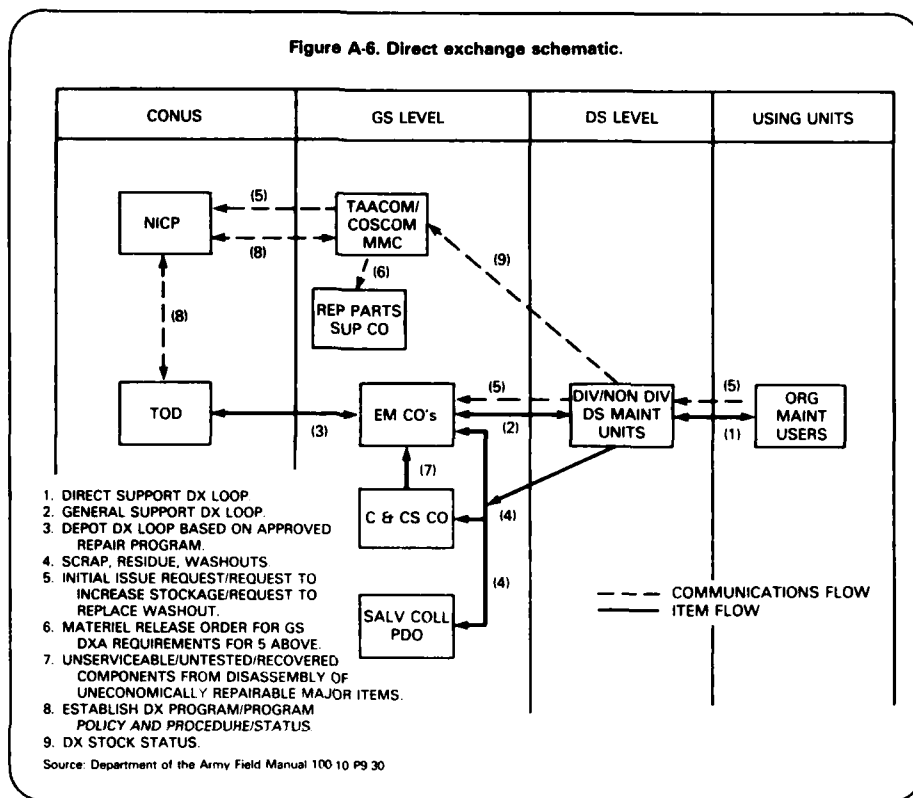 Figure A-6. Direct exchange schematic.
CONUS
GS LEVEL
DS LEVEL
USING UNITS
NICP
(5)
(8)
TAACOM/
COSCOM
MMC
(9)
(6)
REP PARTS
SUP CO
(8)
TOD
(3)
EM CO's
(5)
(2)
DIV/NON DIV
DS MAINT
UNITS
(5)
(1)
ORG
MAINT
USERS
(7)
C & CS CO
(4)
(4)
SALV COLL
PDO
COMMUNICATIONS FLOW
ITEM FLOW
1. DIRECT SUPPORT DX LOOP.
2. GENERAL SUPPORT DX LOOP.
3. DEPOT DX LOOP BASED ON APPROVED
REPAIR PROGRAM.
4. SCRAP, RESIDUE, WASHOUTS
5. INITIAL ISSUE REQUEST/REQUEST TO
INCREASE STOCKAGE/REQUEST TO
REPLACE WASHOUT.
6. MATERIEL RELEASE ORDER FOR GS
DXA REQUIREMENTS FOR 5 ABOVE.
7. UNSERVICEABLE/UNTESTED/RECOVERED
COMPONENTS FROM DISASSEMBLY OF
UNECONOMICALLY REPAIRABLE MAJOR ITEMS.
8. ESTABLISH DX PROGRAM/PROGRAM
POLICY AND PROCEDURE/STATUS
9. DX STOCK STATUS.
Source: Department of the Army Field Manual 100 10 P9 30